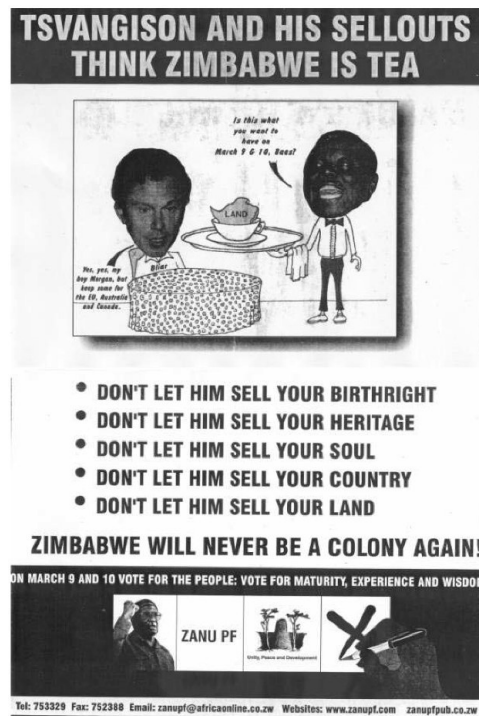 TSVANGISON AND HIS SELLOUTS
THINK ZIMBABWE IS TEA
Is this what
you want to
have on
March 9 & 10, Baas?
LAND
Bliar
Yes, yes, my
boy Morgan, but
keep some for
the EU, Australia
and Canada.
• DON'T LET HIM SELL YOUR BIRTHRIGHT
• DON'T LET HIM SELL YOUR HERITAGE
• DON'T LET HIM SELL YOUR SOUL
• DON'T LET HIM SELL YOUR COUNTRY
• DON'T LET HIM SELL YOUR LAND
ZIMBABWE WILL NEVER BE A COLONY AGAIN!
ON MARCH 9 AND 10 VOTE FOR THE PEOPLE: VOTE FOR MATURITY, EXPERIENCE AND WISDO
ZANU PF
Unity, Peace and Development
Tel: 753329 Fax: 752388 Email: zanupf@africaonline.co.zw Websites: www.zanupf.com zanupfpub.co.zw